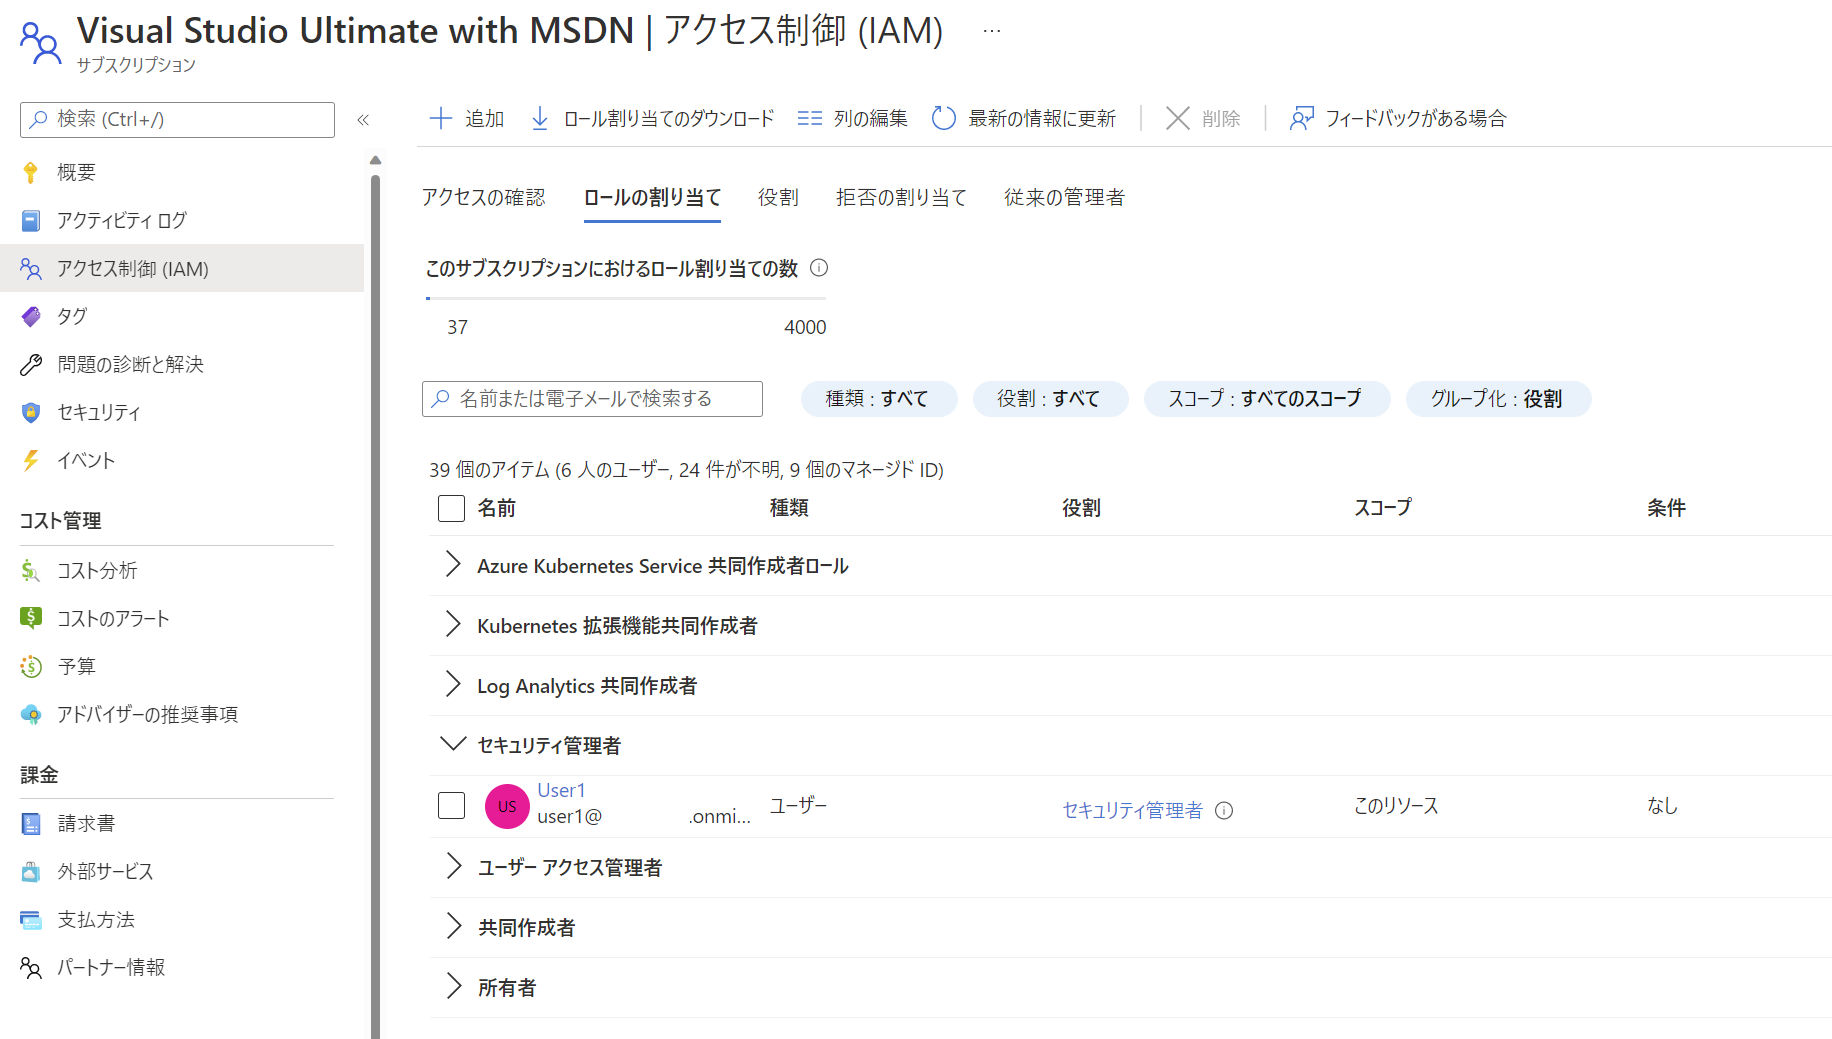 Visual Studio Ultimate with MSDN | アクセス制御 (IAM) …
サブスクリプション
検索 (Ctrl+/)
«
概要
アクティビティ ログ
アクセス制御 (IAM)
タグ
問題の診断と解決
セキュリティ
イベント
コスト管理
コスト分析
コストのアラート
予算
アドバイザーの推奨事項
課金
請求書
外部サービス
支払方法
パートナー情報
追加 ロール割り当てのダウンロード 列の編集 最新の情報に更新 削除 フィードバックがある場合
アクセスの確認 ロールの割り当て 役割 拒否の割り当て 従来の管理者
このサブスクリプションにおけるロール割り当ての数
37 4000
名前または電子メールで検索する 種類 : すべて 役割 : すべて スコープ : すべてのスコープ グループ化 : 役割
39 個のアイテム (6 人のユーザー, 24 件が不明, 9 個のマネージド ID)
名前 種類 役割 スコープ 条件
Azure Kubernetes Service 共同作成者ロール
Kubernetes 拡張機能共同作成者
Log Analytics 共同作成者
セキュリティ管理者
US User1
user1@ .onmi... ユーザー セキュリティ管理者 このリソース なし
ユーザー アクセス管理者
共同作成者
所有者